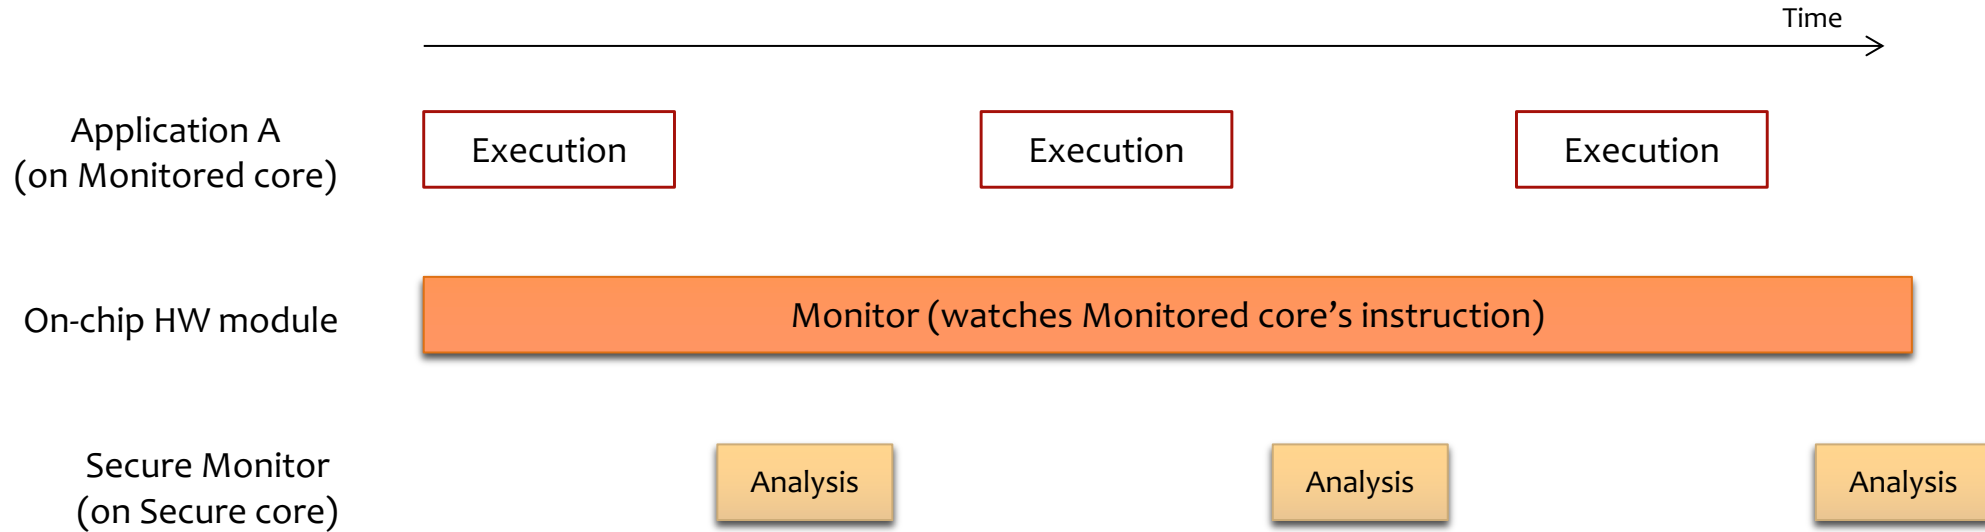 Time
Application A
(on Monitored core)
Execution
Execution
Execution
On-chip HW module
Monitor (watches Monitored core’s instruction)
Secure Monitor
(on Secure core)
Analysis
Analysis
Analysis